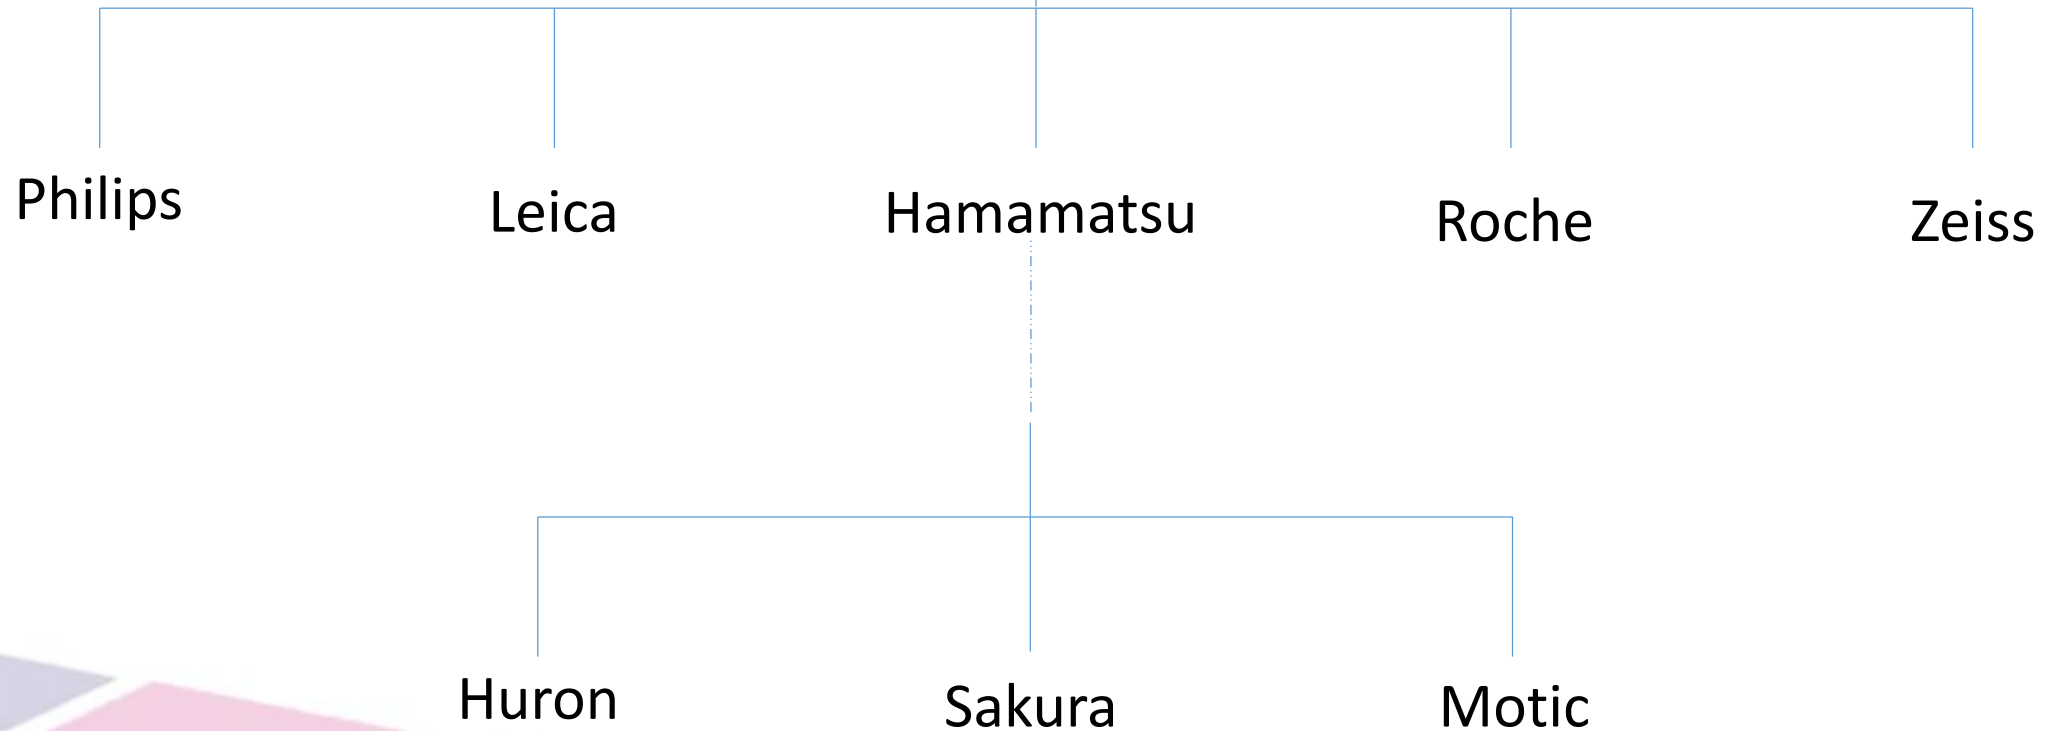 Philips
Leica
Hamamatsu
Roche
Zeiss
Huron
Sakura
Motic